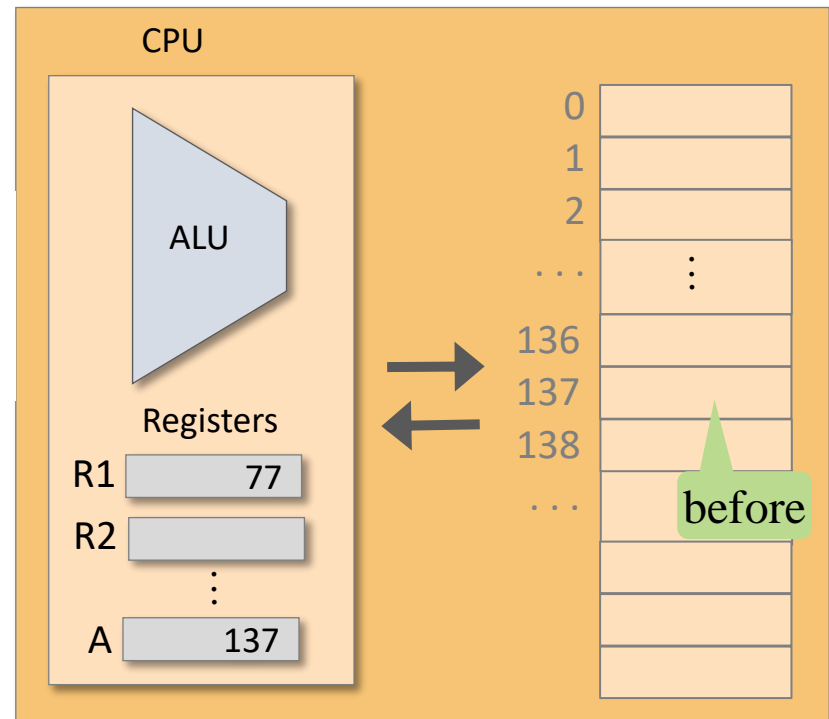 CPU
ALU
Registers
R1 77
R2
⋮
A 137
0
1
2
. . . ⋮
136
137
138
. . .
before